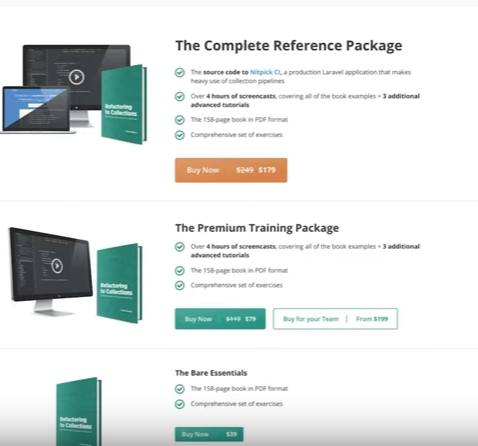 The Complete Reference Package
The source code to Nitpick CI, a production Laravel application that makes
heavy use of collection pipelines
Over 4 hours of screencasts, covering all of the book examples + 3 additional
advanced tutorials
The 158-page book in PDF format
Comprehensive set of exercises
Buy Now $249 $179
Refactoring
to Collections
The Premium Training Package
Over 4 hours of screencasts, covering all of the book examples + 3 additional
advanced tutorials
The 158-page book in PDF format
Comprehensive set of exercises
Buy Now $79
Buy for your Team | From $199
Refactoring
to Collections
The Bare Essentials
The 158-page book in PDF format
Comprehensive set of exercises
Buy Now $39
Refactoring
to Collections